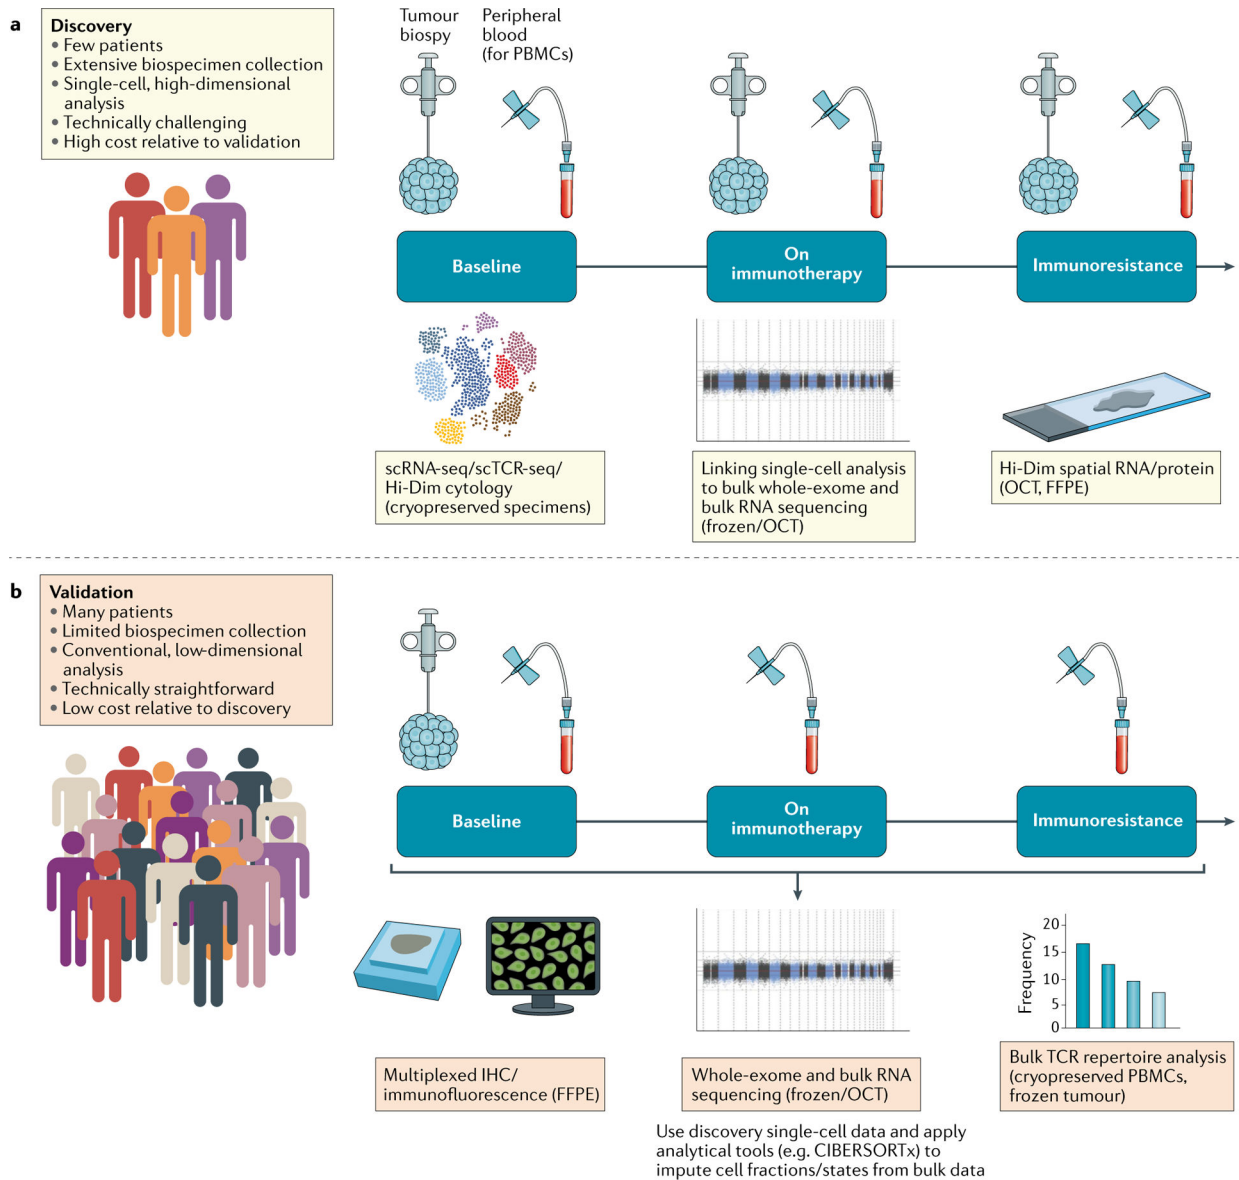 a
Discovery
• Few patients
• Extensive biospecimen collection
• Single-cell, high-dimensional
analysis
• Technically challenging
• High cost relative to validation
Tumour
biospy
Peripheral
blood
(for PBMCs)
Baseline
On
immunotherapy
Immunoresistance
scRNA-seq/scTCR-seq/
Hi-Dim cytology
(cryopreserved specimens)
Linking single-cell analysis
to bulk whole-exome and
bulk RNA sequencing
(frozen/OCT)
Hi-Dim spatial RNA/protein
(OCT, FFPE)
b
Validation
• Many patients
• Limited biospecimen collection
• Conventional, low-dimensional
analysis
• Technically straightforward
• Low cost relative to discovery
Baseline
On
immunotherapy
Immunoresistance
Frequency
20
15
10
5
0
Multiplexed IHC/
immunofluorescence (FFPE)
Whole-exome and bulk RNA
sequencing (frozen/OCT)
Bulk TCR repertoire analysis
(cryopreserved PBMCs,
frozen tumour)
Use discovery single-cell data and apply
analytical tools (e.g. CIBERSORTx) to
impute cell fractions/states from bulk data